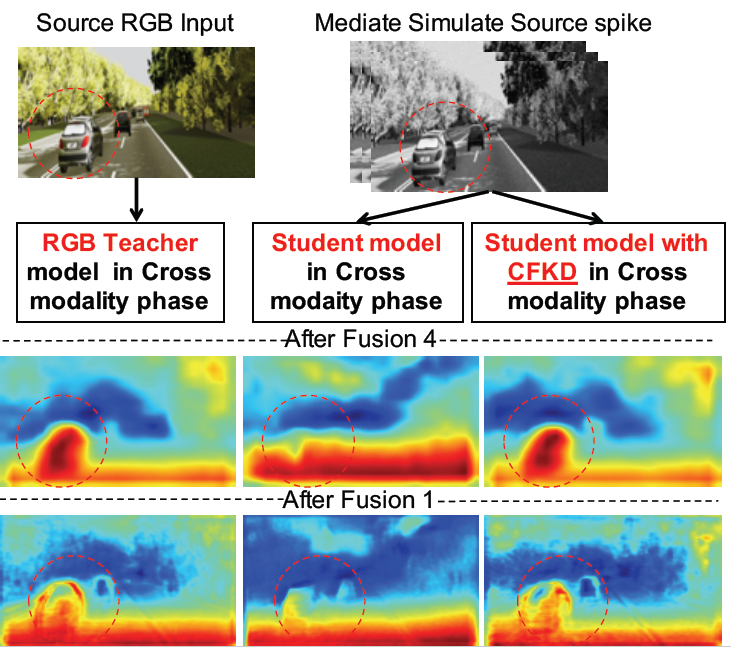 Source RGB Input
Mediate Simulate Source spike
RGB Teacher
model in Cross
modality phase
Student model
in Cross
modaity phase
Student model with
CFKD in Cross
modality phase
After Fusion 4
After Fusion 1